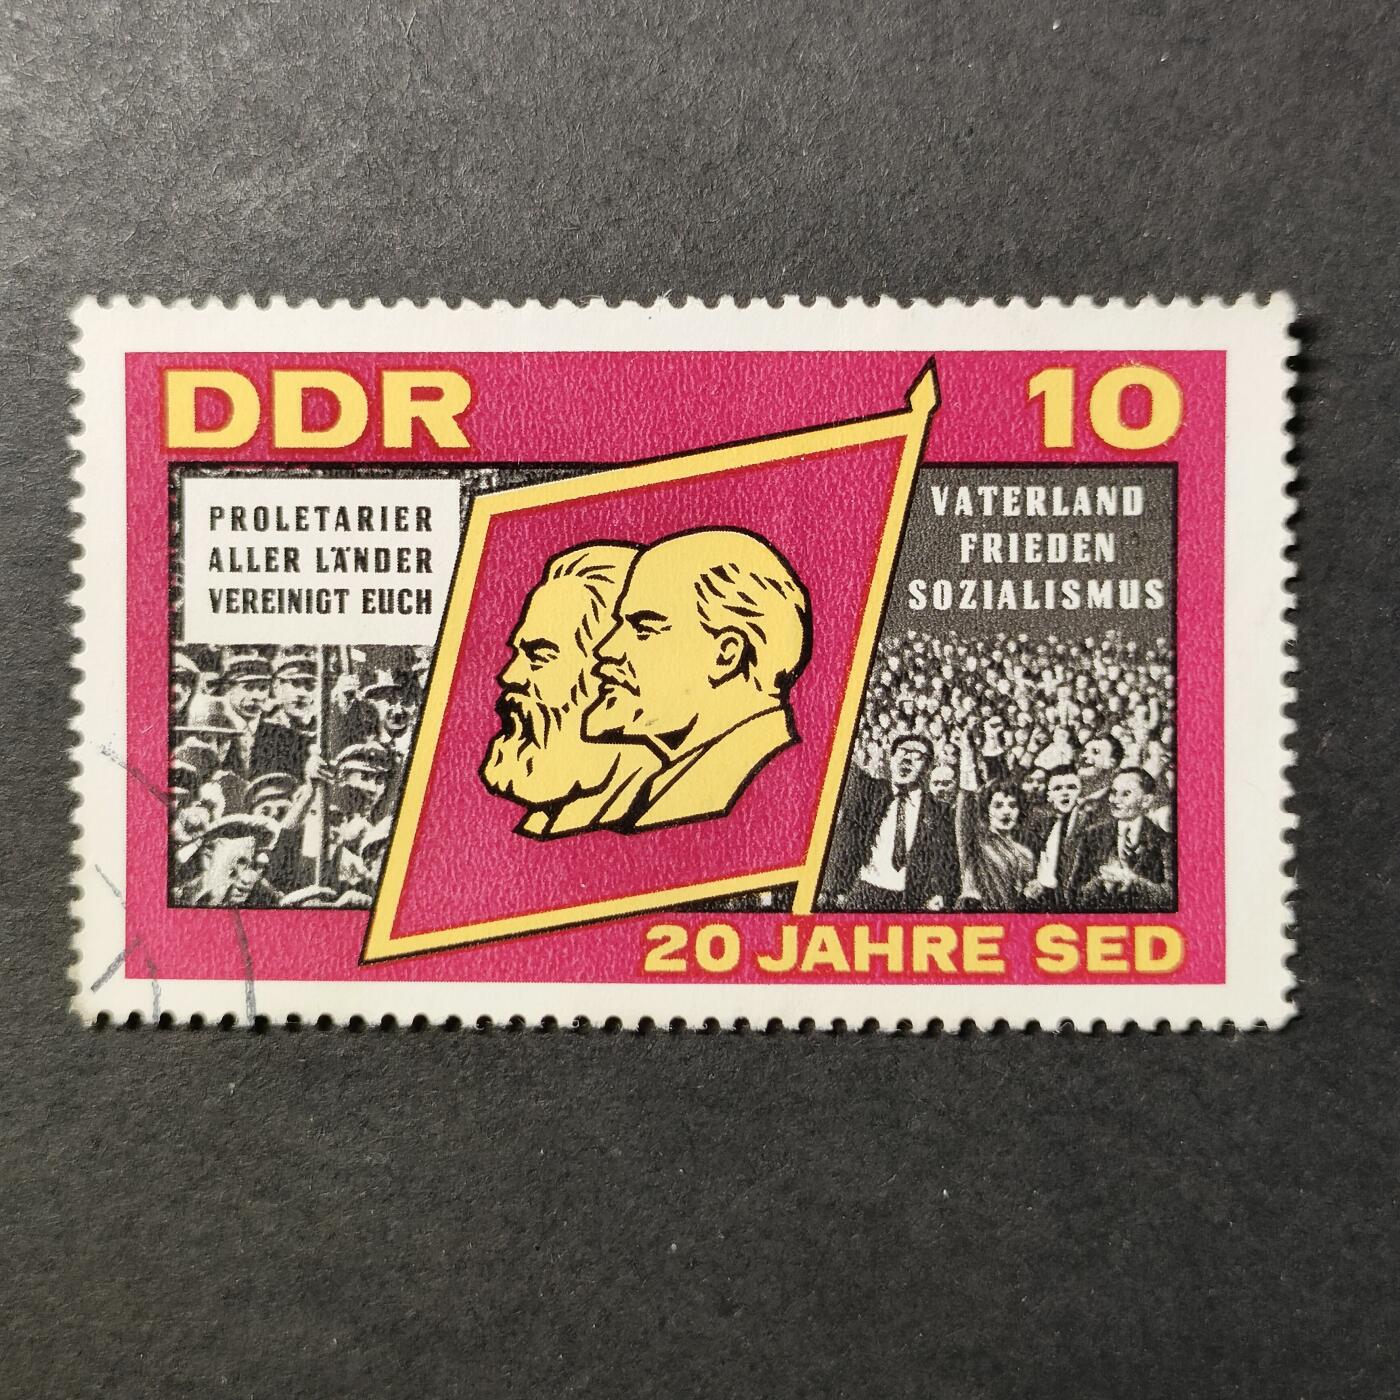 DDR
10
PROLETARIER
ALLER LÄNDER
VEREINIGT EUCH
VATERLAND
FRIEDEN
SOZIALISMUS
20 JAHRE SED